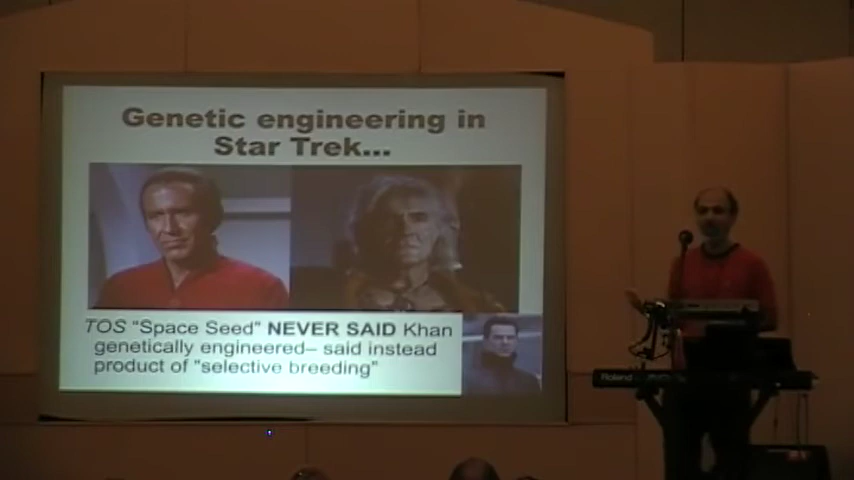 Genetic engineering in
Star Trek...
TOS "Space Seed" NEVER SAID Khan
genetically engineered– said instead
product of "selective breeding"
Roland